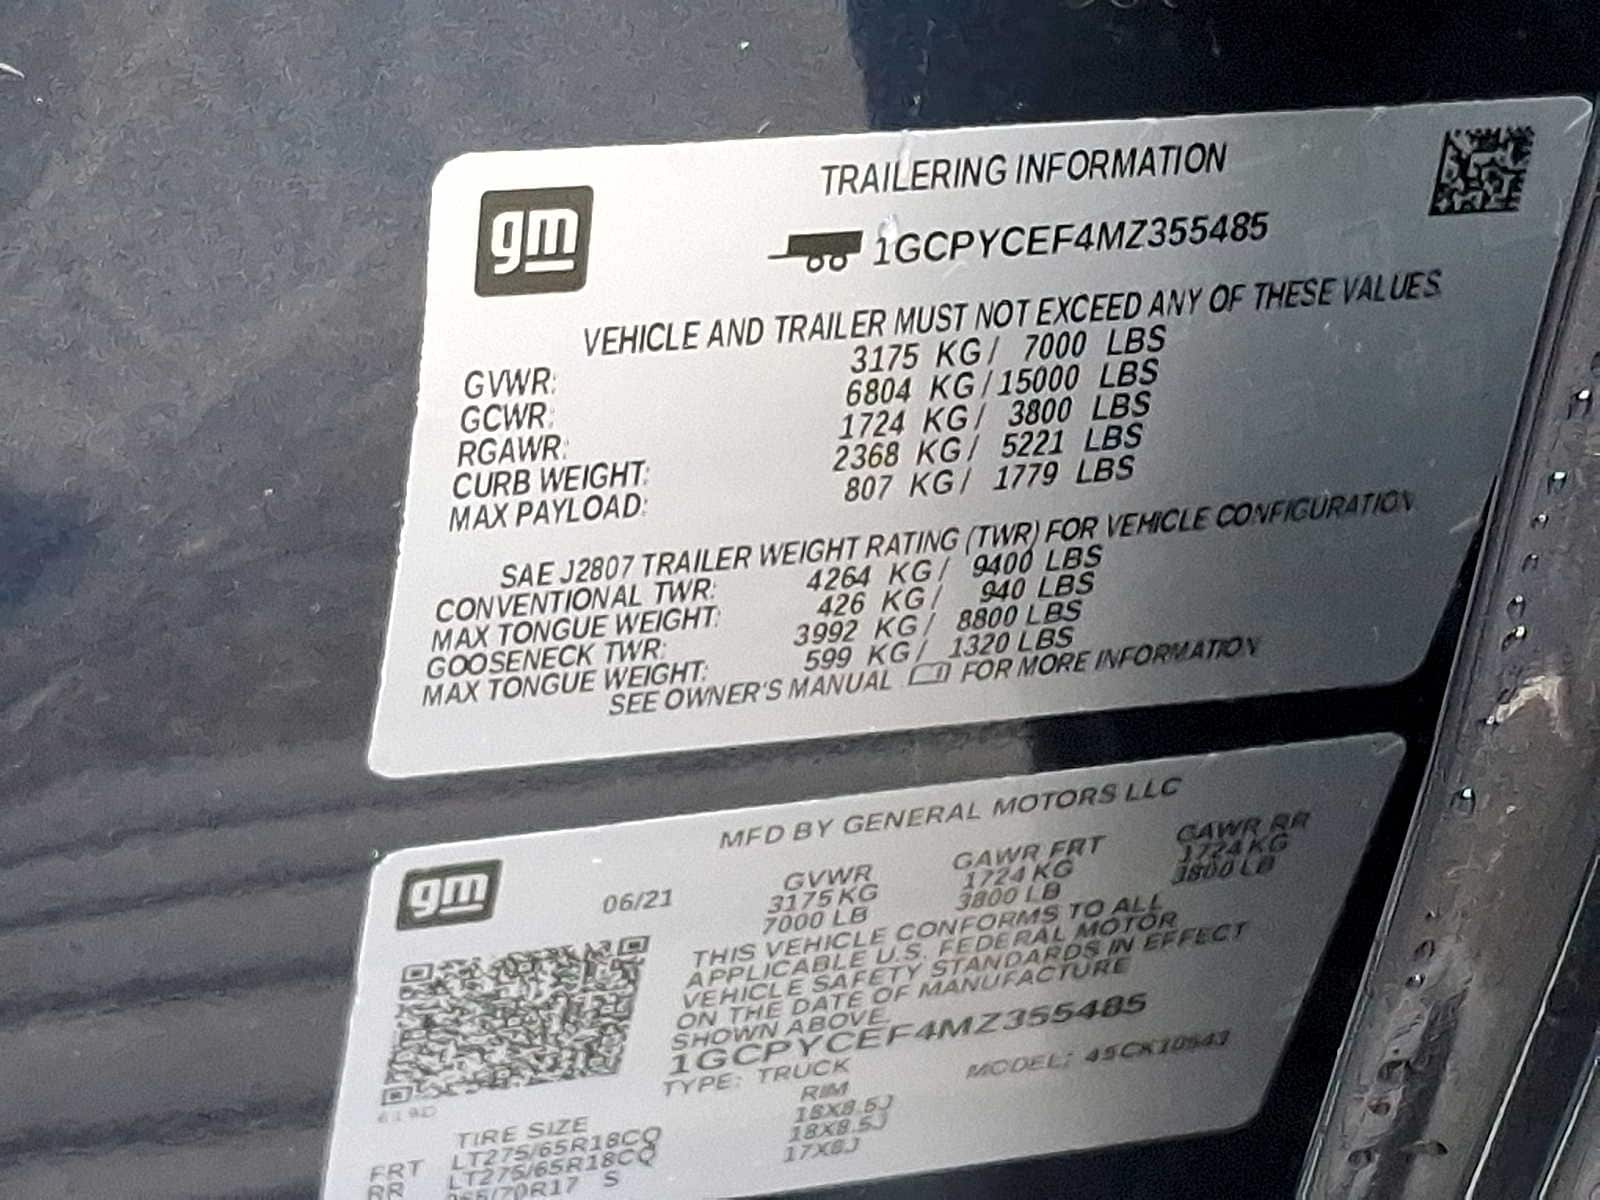 gm
TRAILERING INFORMATION
1GCPYCEF4MZ355485
VEHICLE AND TRAILER MUST NOT EXCEED ANY OF THESE VALUES
GVWR: 3175 KG / 7000 LBS
GCWR: 6804 KG / 15000 LBS
RGAWR: 1724 KG / 3800 LBS
CURB WEIGHT: 2368 KG / 5221 LBS
MAX PAYLOAD: 807 KG / 1779 LBS
SAE J2807 TRAILER WEIGHT RATING (TWR) FOR VEHICLE CONFIGURATION
CONVENTIONAL TWR: 4264 KG / 9400 LBS
MAX TONGUE WEIGHT: 426 KG / 940 LBS
GOOSENECK TWR: 3992 KG / 8800 LBS
MAX TONGUE WEIGHT: 599 KG / 1320 LBS
SEE OWNER'S MANUAL FOR MORE INFORMATION
MFD BY GENERAL MOTORS LLC
gm
06/21
GVWR GAWR FRT GAWR RR
3175 KG 1724 KG 1724 KG
7000 LB 3800 LB 3800 LB
THIS VEHICLE CONFORMS TO ALL
APPLICABLE U.S. FEDERAL MOTOR
VEHICLE SAFETY STANDARDS IN EFFECT
ON THE DATE OF MANUFACTURE
SHOWN ABOVE.
1GCPYCEF4MZ355485
TYPE: TRUCK MODEL:
619D
TIRE SIZE RIM
FRT LT275/65R18CQ 18X8.5J
RR LT275/65R18CQ 18X8.5J
/70R17 S 17X8J